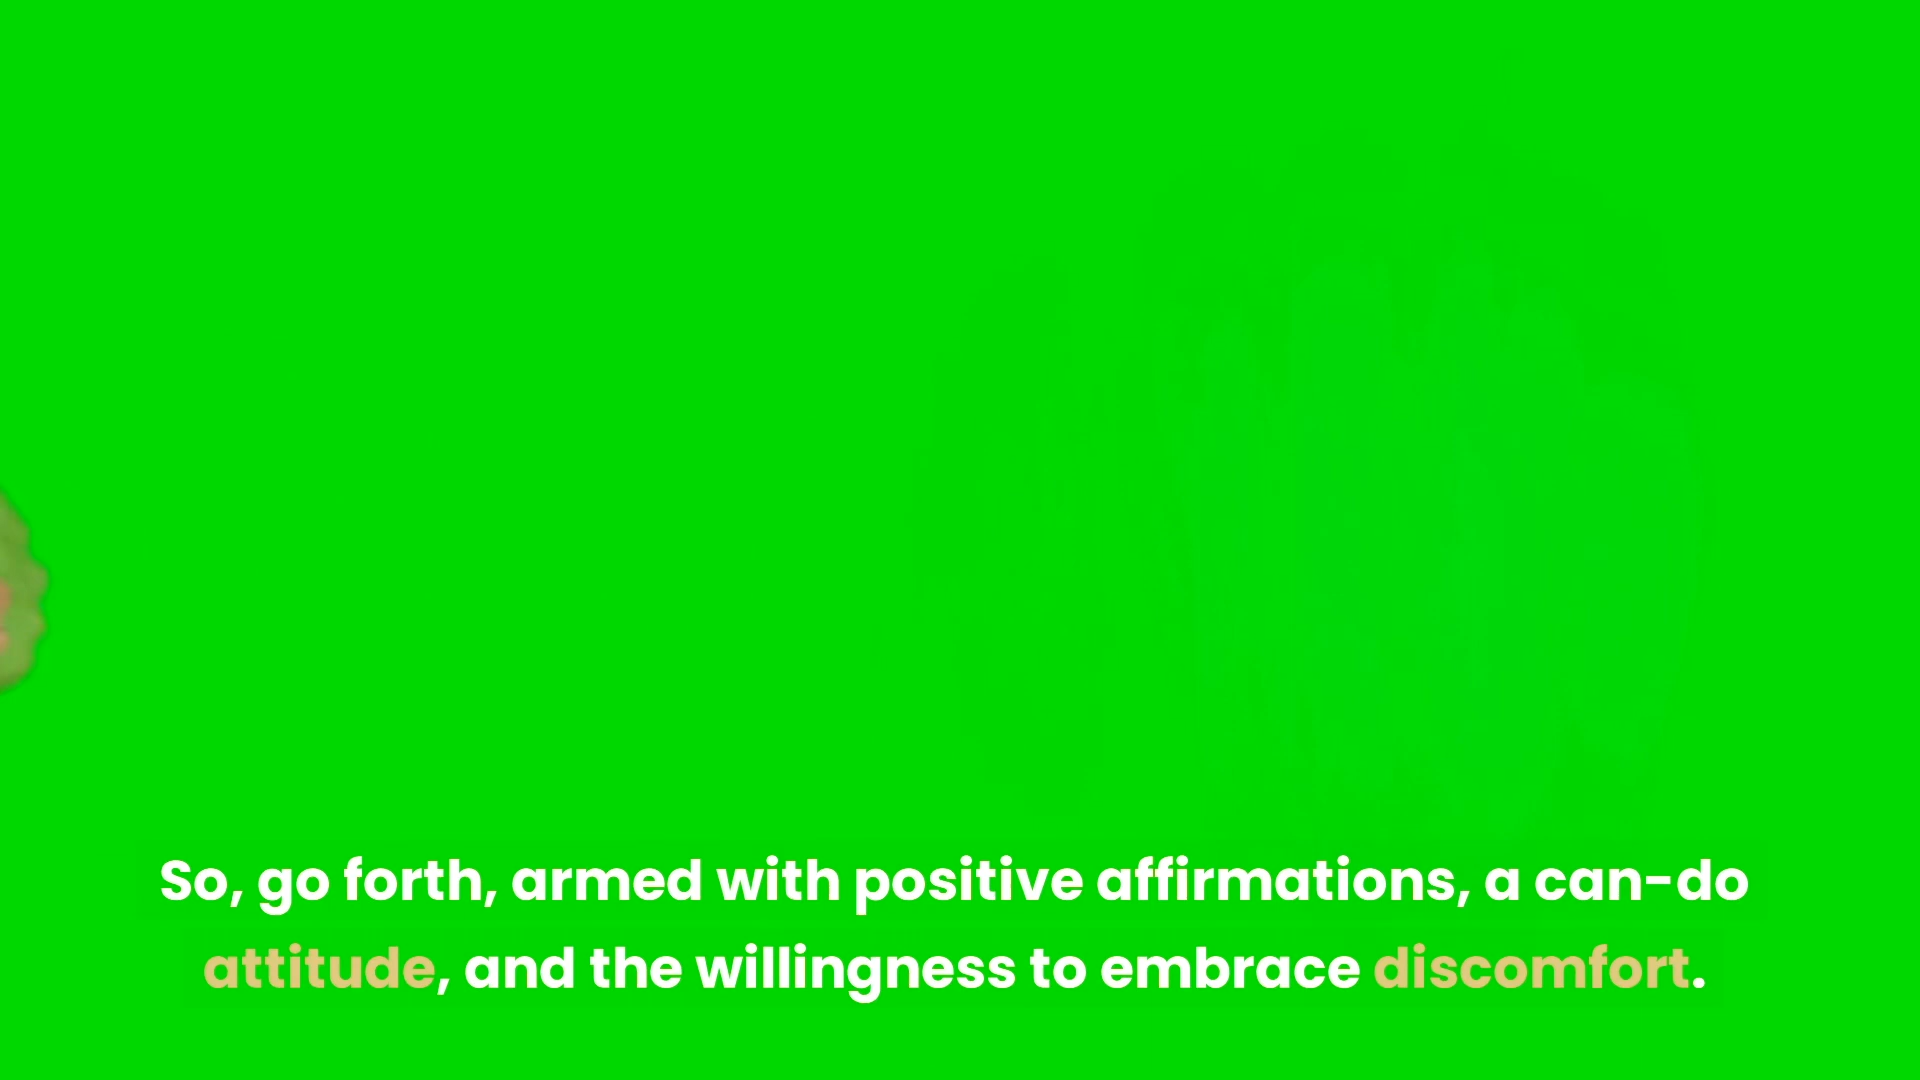 So, go forth, armed with positive affirmations, a can-do
attitude, and the willingness to embrace discomfort.